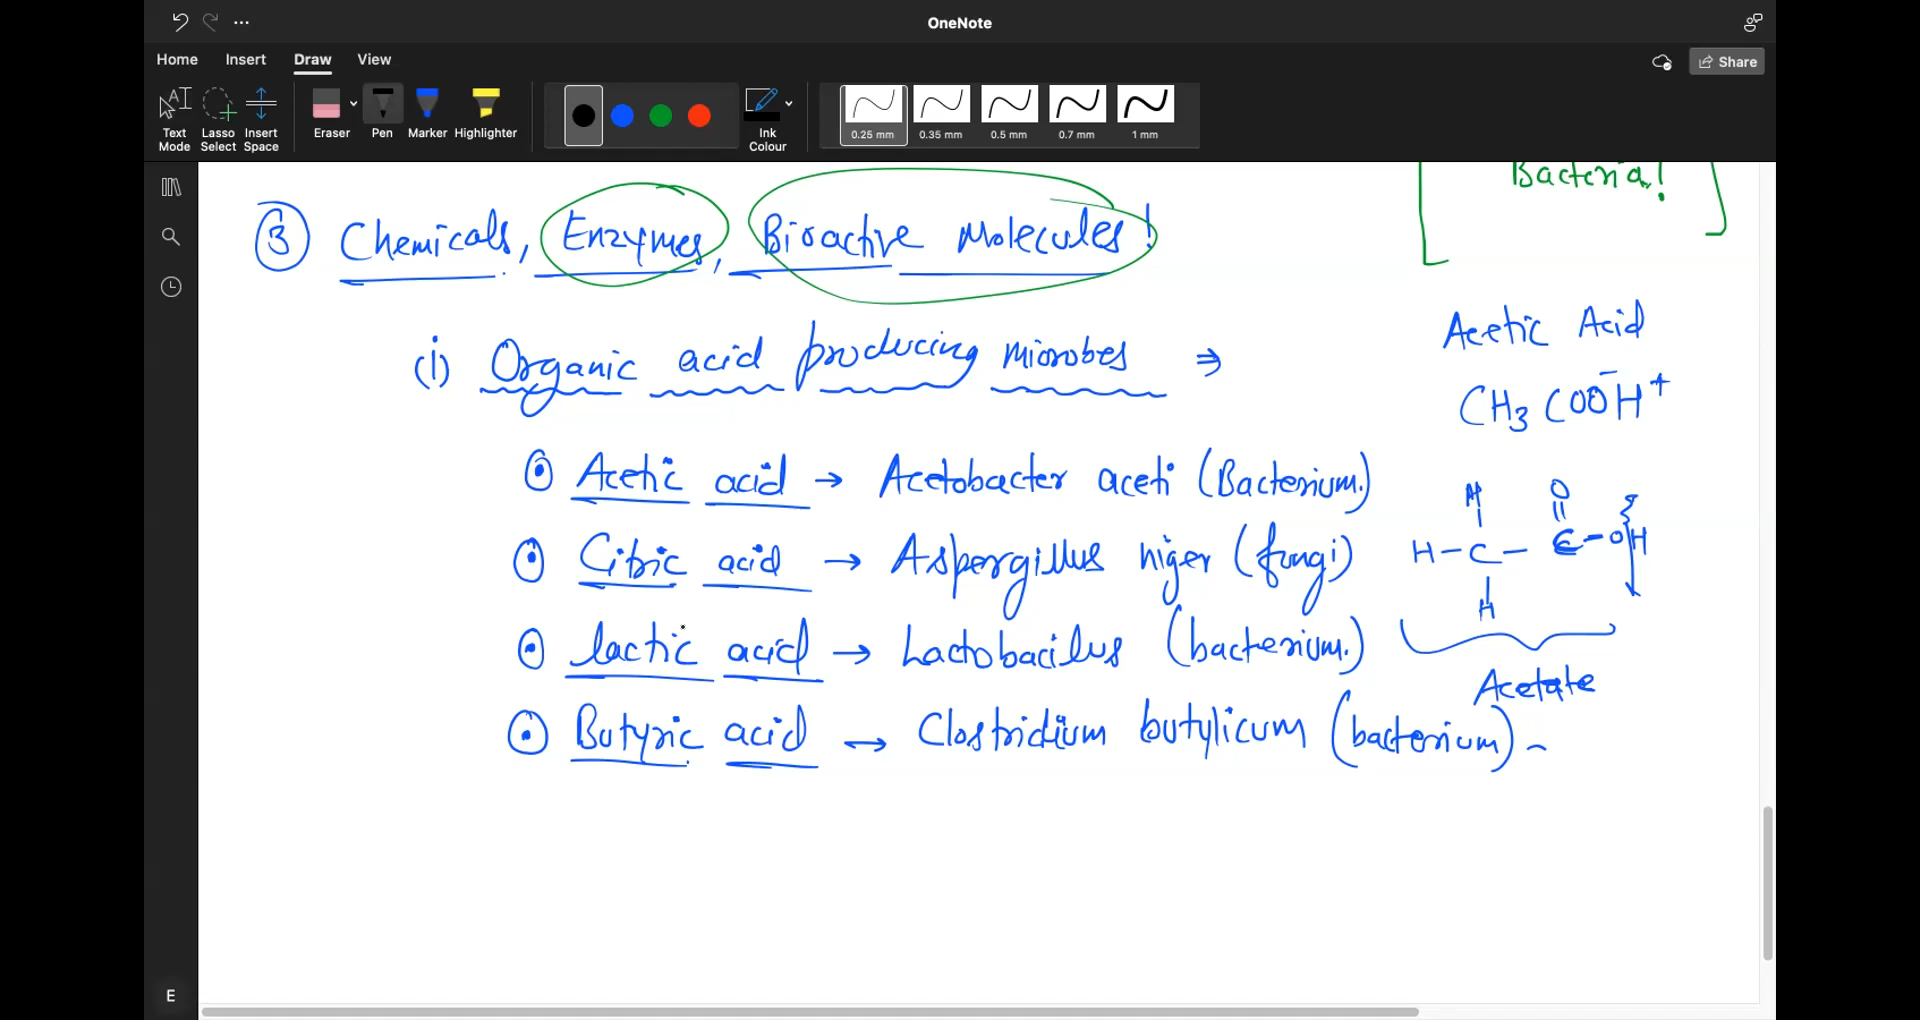 OneNote
Home Insert Draw View
Share
Text Mode
Lasso Select
Insert Space
Eraser
Pen
Marker
Highlighter
Ink Colour
0.25 mm
0.35 mm
0.5 mm
0.7 mm
1 mm
Bacteria!
3 Chemicals, Enzymes, Bioactive Molecules!
(i) Organic acid producing microbes ⇒
Acetic acid → Acetobacter aceti (Bacterium.)
Citric acid → Aspergillus niger (fungi)
lactic acid → Lactobacillus (bacterium.)
Butyric acid → Clostridium butylicum (bacterium) -
Acetic Acid
CH3 COO- H+
H O
H - C - C - OH
H
Acetate
E